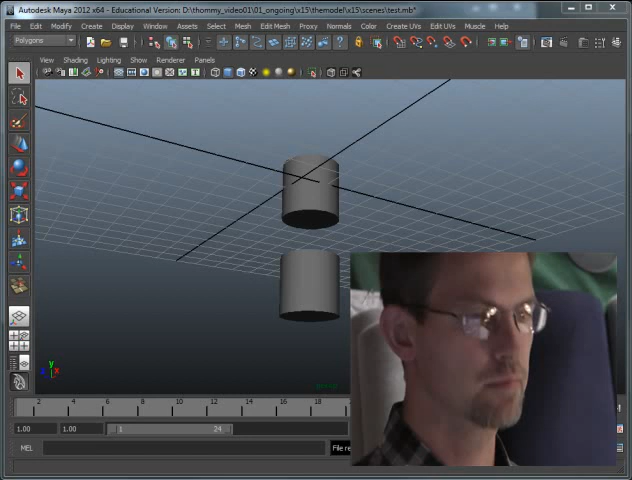 Autodesk Maya 2012 x64 - Educational Version: D:\thommy_video01\01_ongoing\x15\themodel\x15\scenes\test.mb*
File Edit Modify Create Display Window Assets Select Mesh Edit Mesh Proxy Normals Color Create UVs Edit UVs Muscle Help
Polygons
View Shading Lighting Show Renderer Panels
y
x
persp
2 4 6 8 10 12 14 16 18
1.00 1.00 1 24
MEL File re